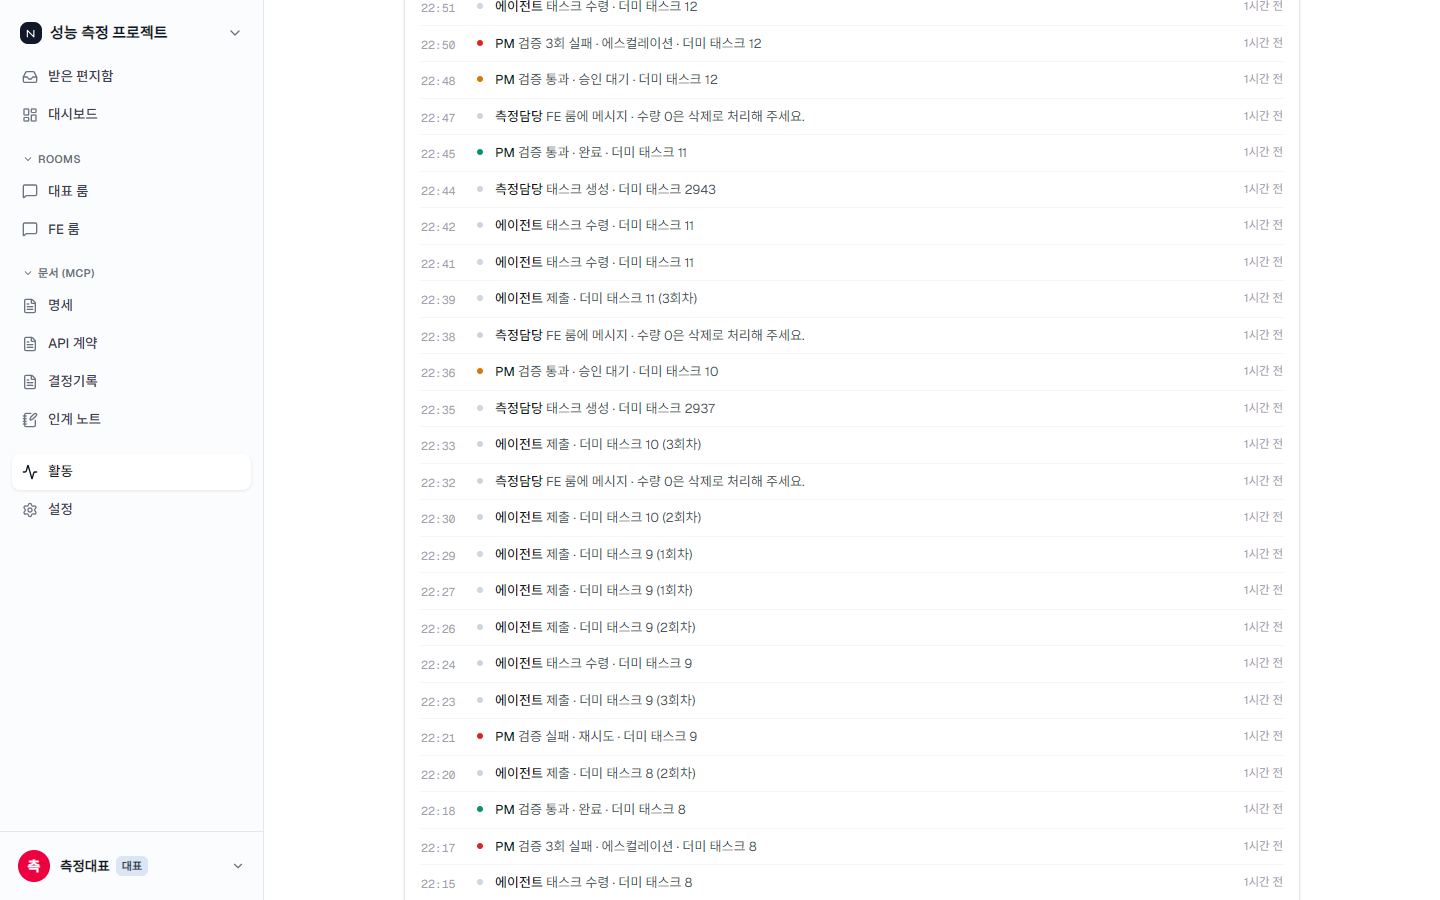 성능 측정 프로젝트
받은 편지함
대시보드
ROOMS
대표 룸
FE 룸
문서 (MCP)
명세
API 계약
결정기록
인계 노트
활동
설정
측 측정대표 대표
22:51 에이전트 태스크 수령 · 더미 태스크 12 1시간 전
22:50 PM 검증 3회 실패 · 에스컬레이션 · 더미 태스크 12 1시간 전
22:48 PM 검증 통과 · 승인 대기 · 더미 태스크 12 1시간 전
22:47 측정담당 FE 룸에 메시지 · 수량 0은 삭제로 처리해 주세요. 1시간 전
22:45 PM 검증 통과 · 완료 · 더미 태스크 11 1시간 전
22:44 측정담당 태스크 생성 · 더미 태스크 2943 1시간 전
22:42 에이전트 태스크 수령 · 더미 태스크 11 1시간 전
22:41 에이전트 태스크 수령 · 더미 태스크 11 1시간 전
22:39 에이전트 제출 · 더미 태스크 11 (3회차) 1시간 전
22:38 측정담당 FE 룸에 메시지 · 수량 0은 삭제로 처리해 주세요. 1시간 전
22:36 PM 검증 통과 · 승인 대기 · 더미 태스크 10 1시간 전
22:35 측정담당 태스크 생성 · 더미 태스크 2937 1시간 전
22:33 에이전트 제출 · 더미 태스크 10 (3회차) 1시간 전
22:32 측정담당 FE 룸에 메시지 · 수량 0은 삭제로 처리해 주세요. 1시간 전
22:30 에이전트 제출 · 더미 태스크 10 (2회차) 1시간 전
22:29 에이전트 제출 · 더미 태스크 9 (1회차) 1시간 전
22:27 에이전트 제출 · 더미 태스크 9 (1회차) 1시간 전
22:26 에이전트 제출 · 더미 태스크 9 (2회차) 1시간 전
22:24 에이전트 태스크 수령 · 더미 태스크 9 1시간 전
22:23 에이전트 제출 · 더미 태스크 9 (3회차) 1시간 전
22:21 PM 검증 실패 · 재시도 · 더미 태스크 9 1시간 전
22:20 에이전트 제출 · 더미 태스크 8 (2회차) 1시간 전
22:18 PM 검증 통과 · 완료 · 더미 태스크 8 1시간 전
22:17 PM 검증 3회 실패 · 에스컬레이션 · 더미 태스크 8 1시간 전
22:15 에이전트 태스크 수령 · 더미 태스크 8 1시간 전